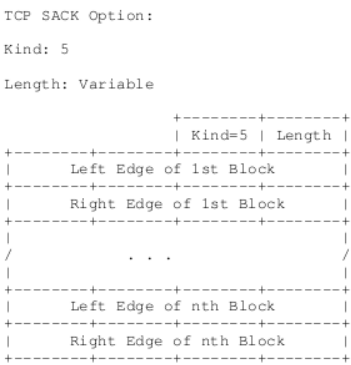 TCP SACK Option:
Kind: 5
Length: Variable
                  +--------+--------+
                  | Kind=5 | Length |
+--------+--------+--------+--------+
|      Left Edge of 1st Block       |
+--------+--------+--------+--------+
|      Right Edge of 1st Block      |
+--------+--------+--------+--------+
|                                   |
/            . . .                  /
|                                   |
+--------+--------+--------+--------+
|      Left Edge of nth Block       |
+--------+--------+--------+--------+
|      Right Edge of nth Block      |
+--------+--------+--------+--------+